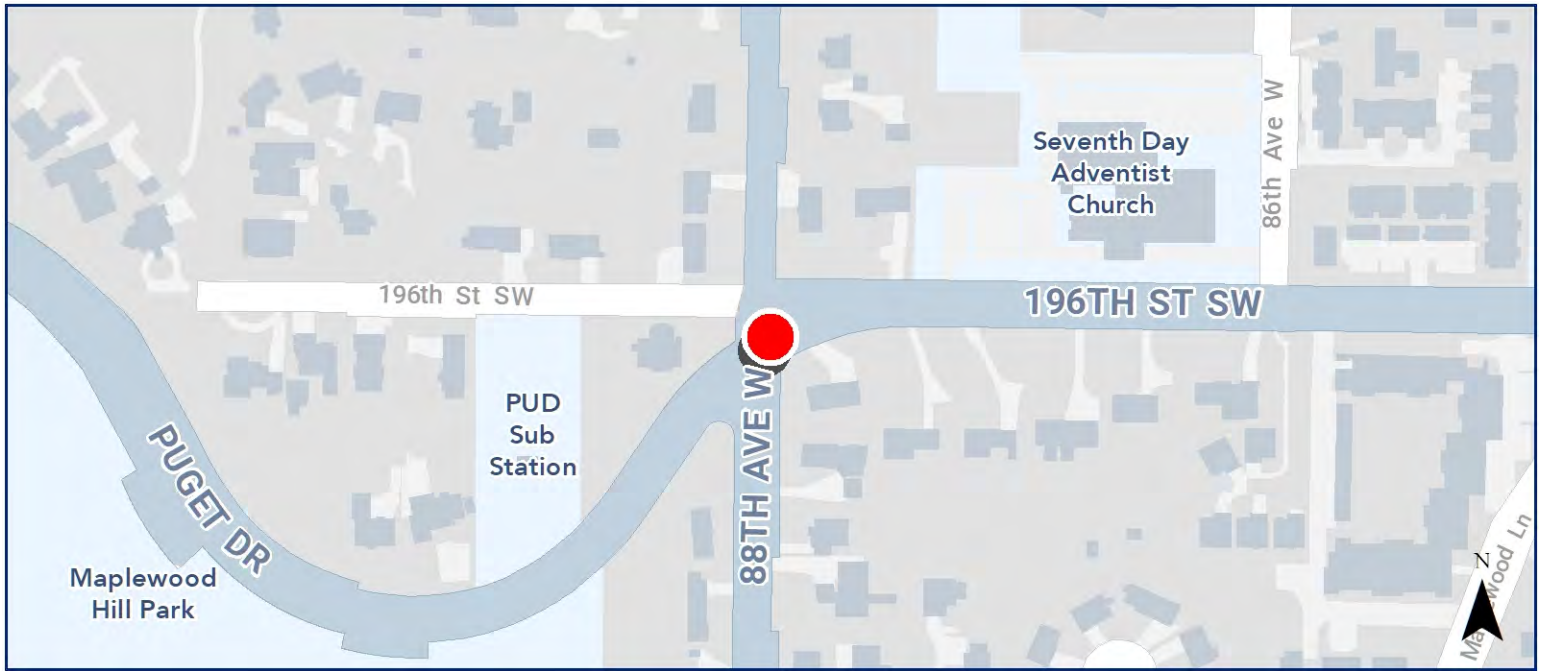 Seventh Day
Adventist
Church
86th Ave W
196th St SW
196TH ST SW
PUD
Sub
Station
88TH AVE W
PUGET DR
Maplewood
Hill Park
N